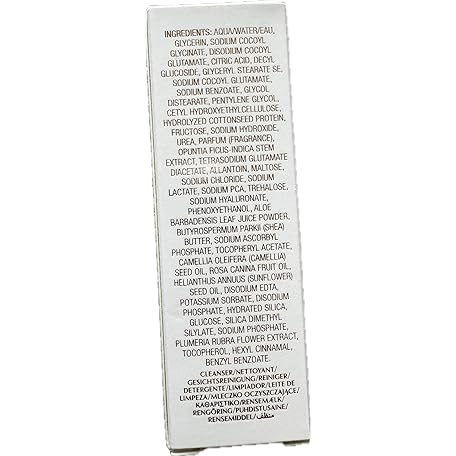 INGREDIENTS: AQUA/WATER/EAU,
GLYCERIN, SODIUM COCOYL
GLYCINATE, DISODIUM COCOYL
GLUTAMATE, CITRIC ACID, DECYL
GLUCOSIDE, GLYCERYL STEARATE SE,
SODIUM COCOYL GLUTAMATE,
SODIUM BENZOATE, GLYCOL
DISTEARATE, PENTYLENE GLYCOL,
CETYL HYDROXYETHYLCELLULOSE,
HYDROLYZED COTTONSEED PROTEIN,
FRUCTOSE, SODIUM HYDROXIDE,
UREA, PARFUM (FRAGRANCE),
OPUNTIA FICUS-INDICA STEM
EXTRACT, TETRASODIUM GLUTAMATE
DIACETATE, ALLANTOIN, MALTOSE,
SODIUM CHLORIDE, SODIUM
LACTATE, SODIUM PCA, TREHALOSE,
SODIUM HYALURONATE,
PHENOXYETHANOL, ALOE
BARBADENSIS LEAF JUICE POWDER,
BUTYROSPERMUM PARKII (SHEA)
BUTTER, SODIUM ASCORBYL
PHOSPHATE, TOCOPHERYL ACETATE,
CAMELLIA OLEIFERA (CAMELLIA)
SEED OIL, ROSA CANINA FRUIT OIL,
HELIANTHUS ANNUUS (SUNFLOWER)
SEED OIL, DISODIUM EDTA,
POTASSIUM SORBATE, DISODIUM
PHOSPHATE, HYDRATED SILICA,
GLUCOSE, SILICA DIMETHYL
SILYLATE, SODIUM PHOSPHATE,
PLUMERIA RUBRA FLOWER EXTRACT,
TOCOPHEROL, HEXYL CINNAMAL,
BENZYL BENZOATE.
CLEANSER/NETTOYANT/
GESICHTSREINIGUNG/REINIGER/
DETERGENTE/LIMPIADOR/LEITE DE
LIMPEZA/MLECZKO OCZYSZCZAJĄCE/
ΚΑΘΑΡΙΣΤΙΚΟ/RENSEMÆLK/
RENGÖRING/PUHDISTUSAINE/
RENSEMIDDEL/منظف